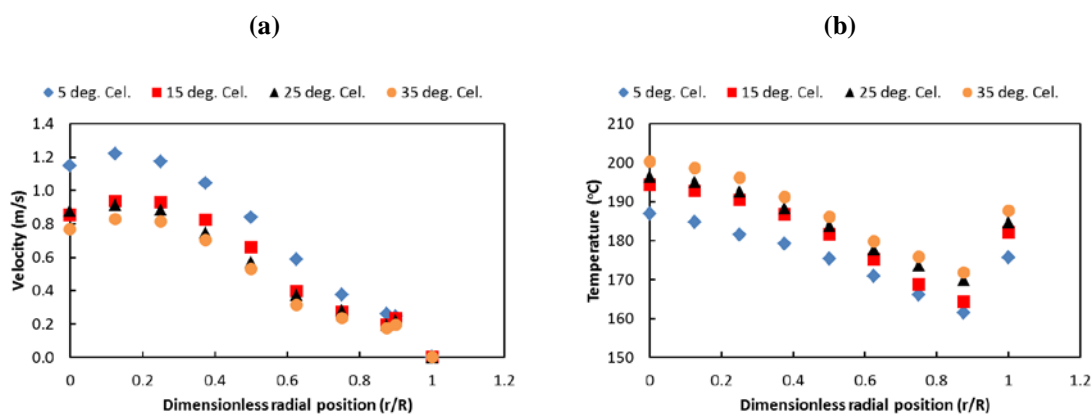 (a)
5 deg. Cel. 15 deg. Cel. 25 deg. Cel. 35 deg. Cel.
1.4
1.2
1.0
0.8
0.6
0.4
0.2
0.0
Velocity (m/s)
0 0.2 0.4 0.6 0.8 1 1.2
Dimensionless radial position (r/R)
(b)
5 deg. Cel. 15 deg. Cel. 25 deg. Cel. 35 deg. Cel.
210
200
190
180
170
160
150
Temperature (°C)
0 0.2 0.4 0.6 0.8 1 1.2
Dimensionless radial position (r/R)